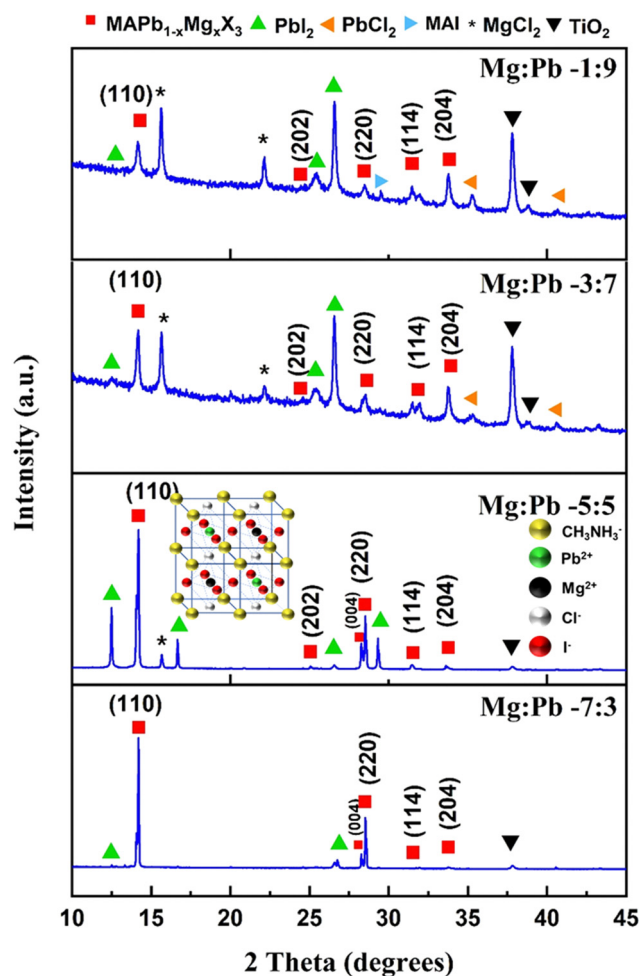 MAPb₁₋ₓMgₓX₃ PbI₂ PbCl₂ MAI * MgCl₂ TiO₂
Mg:Pb -1:9
(110)
*
*
(202)
(220)
(114)
(204)
Mg:Pb -3:7
(110)
*
*
(202)
(220)
(114)
(204)
Mg:Pb -5:5
(110)
*
(202)
(004)
(220)
(114)
(204)
CH₃NH₃⁻
Pb²⁺
Mg²⁺
Cl⁻
I⁻
Mg:Pb -7:3
(110)
(004)
(220)
(114)
(204)
10 15 20 25 30 35 40 45
2 Theta (degrees)
Intensity (a.u.)